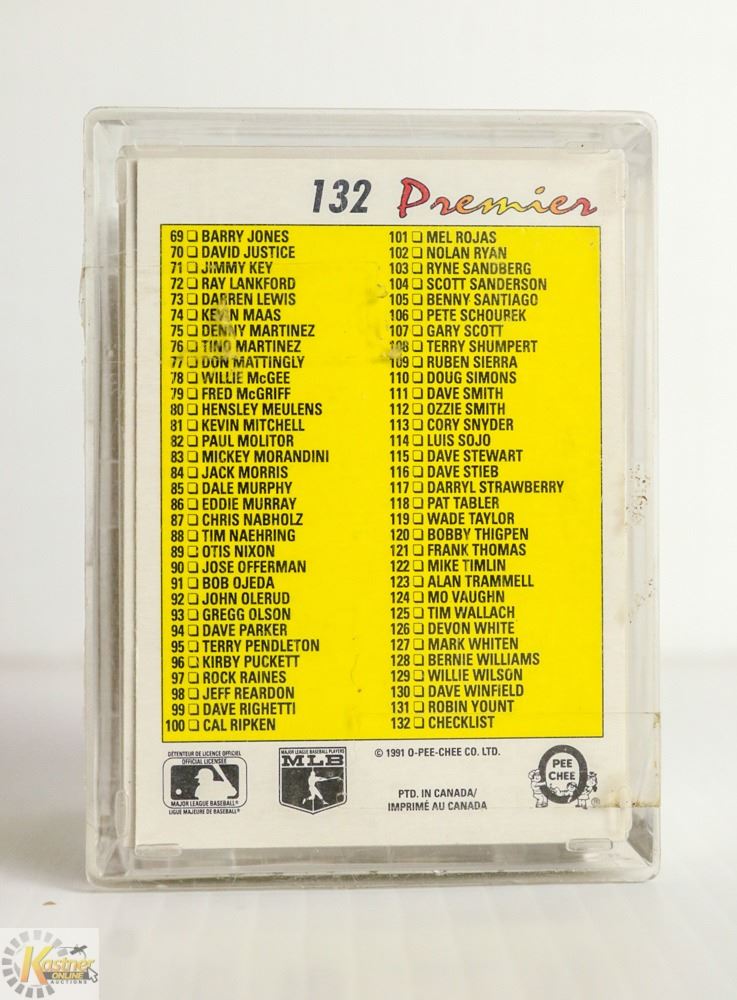 132 Premier
69 BARRY JONES
70 DAVID JUSTICE
71 JIMMY KEY
72 RAY LANKFORD
73 DARREN LEWIS
74 KEVIN MAAS
75 DENNY MARTINEZ
76 TINO MARTINEZ
77 DON MATTINGLY
78 WILLIE McGEE
79 FRED McGRIFF
80 HENSLEY MEULENS
81 KEVIN MITCHELL
82 PAUL MOLITOR
83 MICKEY MORANDINI
84 JACK MORRIS
85 DALE MURPHY
86 EDDIE MURRAY
87 CHRIS NABHOLZ
88 TIM NAEHRING
89 OTIS NIXON
90 JOSE OFFERMAN
91 BOB OJEDA
92 JOHN OLERUD
93 GREGG OLSON
94 DAVE PARKER
95 TERRY PENDLETON
96 KIRBY PUCKETT
97 ROCK RAINES
98 JEFF REARDON
99 DAVE RIGHETTI
100 CAL RIPKEN
101 MEL ROJAS
102 NOLAN RYAN
103 RYNE SANDBERG
104 SCOTT SANDERSON
105 BENNY SANTIAGO
106 PETE SCHOUREK
107 GARY SCOTT
108 TERRY SHUMPERT
109 RUBEN SIERRA
110 DOUG SIMONS
111 DAVE SMITH
112 OZZIE SMITH
113 CORY SNYDER
114 LUIS SOJO
115 DAVE STEWART
116 DAVE STIEB
117 DARRYL STRAWBERRY
118 PAT TABLER
119 WADE TAYLOR
120 BOBBY THIGPEN
121 FRANK THOMAS
122 MIKE TIMLIN
123 ALAN TRAMMELL
124 MO VAUGHN
125 TIM WALLACH
126 DEVON WHITE
127 MARK WHITEN
128 BERNIE WILLIAMS
129 WILLIE WILSON
130 DAVE WINFIELD
131 ROBIN YOUNT
132 CHECKLIST
DÉTENTEUR DE LICENCE OFFICIEL
OFFICIAL LICENSEE
MAJOR LEAGUE BASEBALL®
LIGUE MAJEURE DE BASEBALL®
MAJOR LEAGUE BASEBALL PLAYERS
MLB
© 1991 O-PEE-CHEE CO. LTD.
PTD. IN CANADA/
IMPRIMÉ AU CANADA
PEE
CHEE
®
Kastner
ONLINE
AUCTIONS